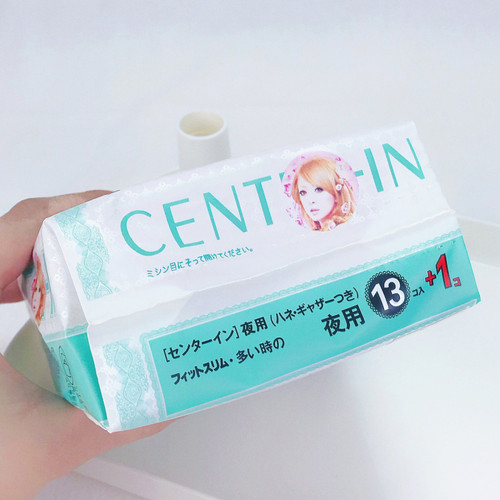 CENT -IN
ミシン目にそって開けてください。
[センターイン] 夜用 (ハネ・ギャザーつき)
フィットスリム・多い時の 夜用 13コ入 +1コ